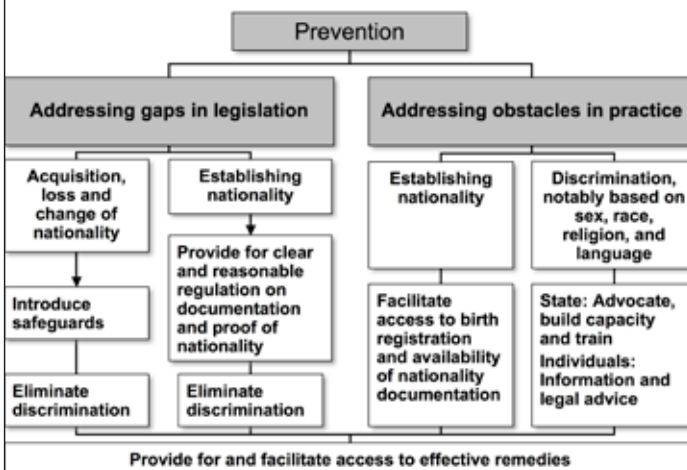 Prevention
Addressing gaps in legislation
Addressing obstacles in practice
Acquisition,
loss and
change of
nationality
Establishing
nationality
Establishing
nationality
Discrimination,
notably based on
sex, race,
religion, and
language
Introduce
safeguards
Provide for clear
and reasonable
regulation on
documentation
and proof of
nationality
Facilitate
access to birth
registration
and availability
of nationality
documentation
State: Advocate,
build capacity
and train
Individuals:
Information and
legal advice
Eliminate
discrimination
Eliminate
discrimination
Provide for and facilitate access to effective remedies